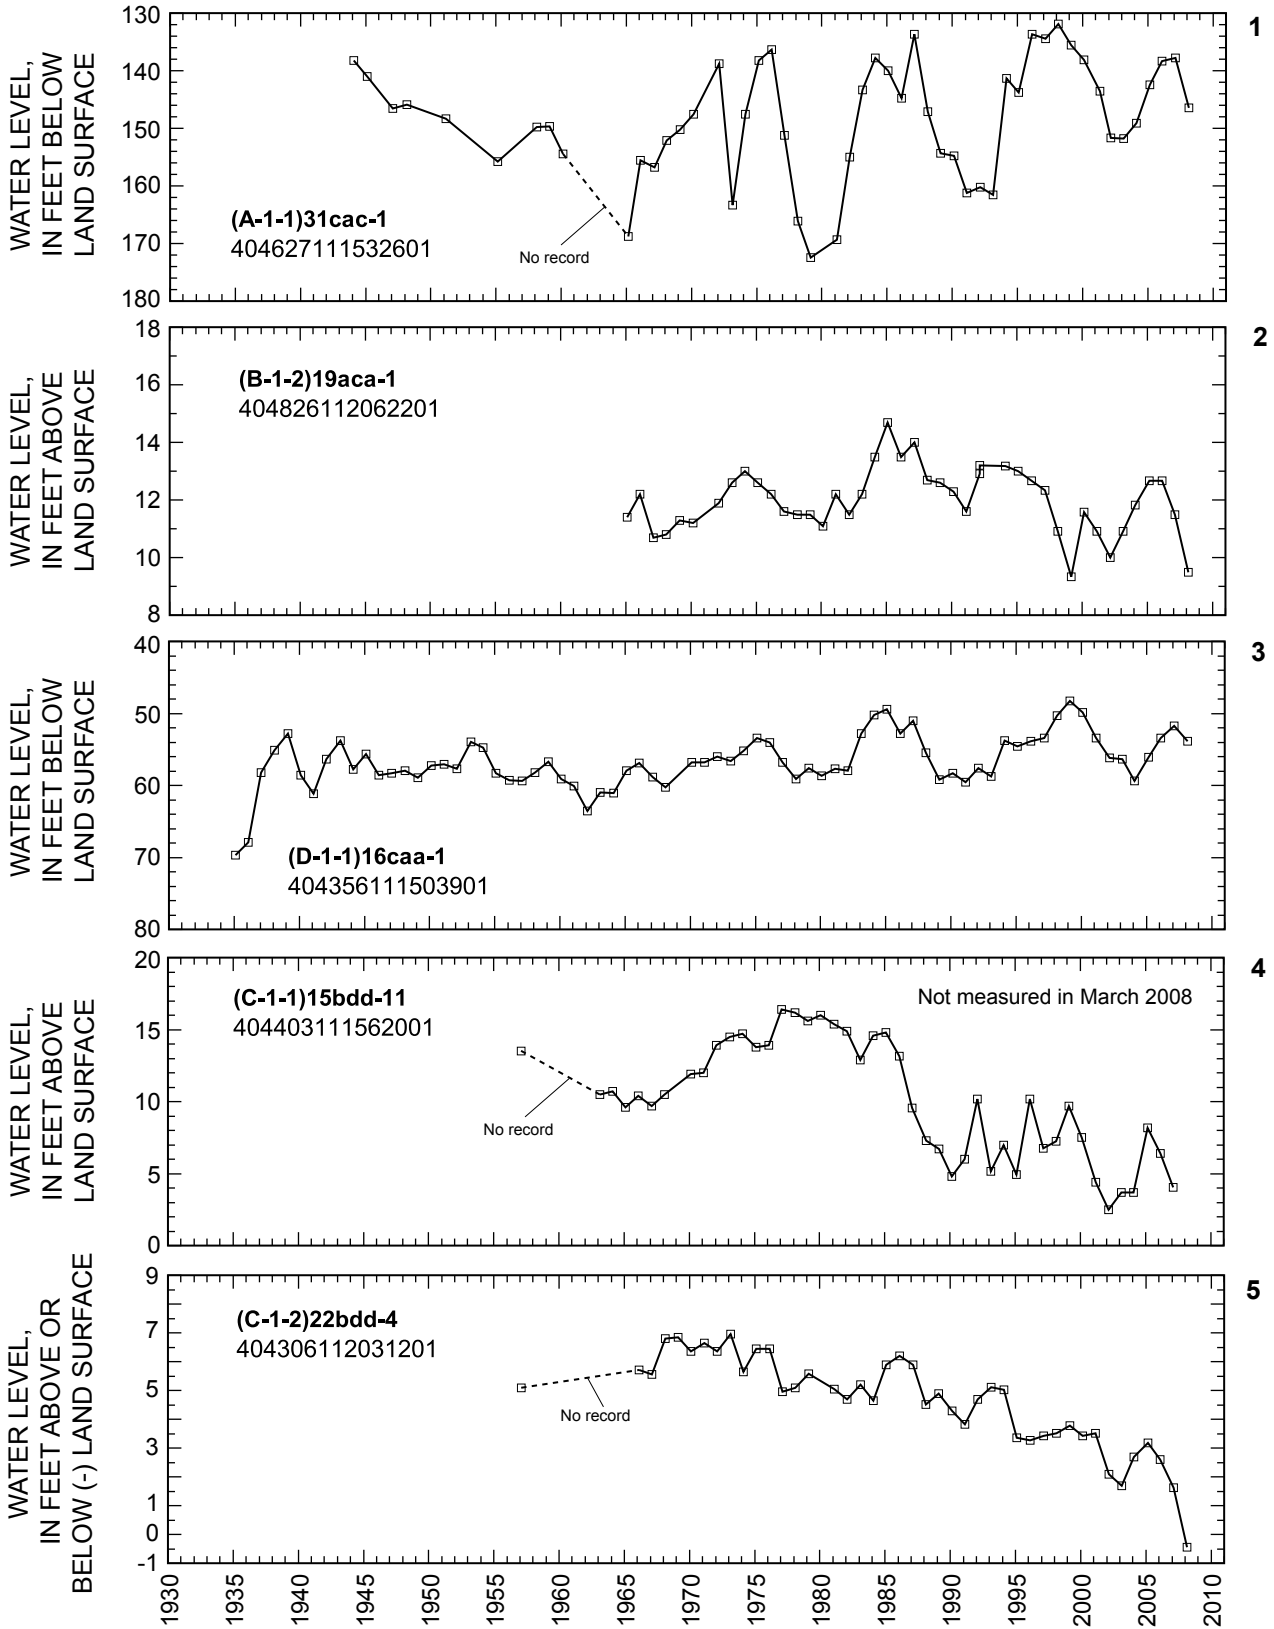 1
WATER LEVEL,
IN FEET BELOW
LAND SURFACE
130
140
150
160
170
180
(A-1-1)31cac-1
404627111532601
No record
2
WATER LEVEL,
IN FEET ABOVE
LAND SURFACE
18
16
14
12
10
8
(B-1-2)19aca-1
404826112062201
3
WATER LEVEL,
IN FEET BELOW
LAND SURFACE
40
50
60
70
80
(D-1-1)16caa-1
404356111503901
4
WATER LEVEL,
IN FEET ABOVE
LAND SURFACE
20
15
10
5
0
(C-1-1)15bdd-11
404403111562001
Not measured in March 2008
No record
5
WATER LEVEL,
IN FEET ABOVE OR
BELOW (-) LAND SURFACE
9
7
5
3
1
0
-1
(C-1-2)22bdd-4
404306112031201
No record
1930
1935
1940
1945
1950
1955
1960
1965
1970
1975
1980
1985
1990
1995
2000
2005
2010